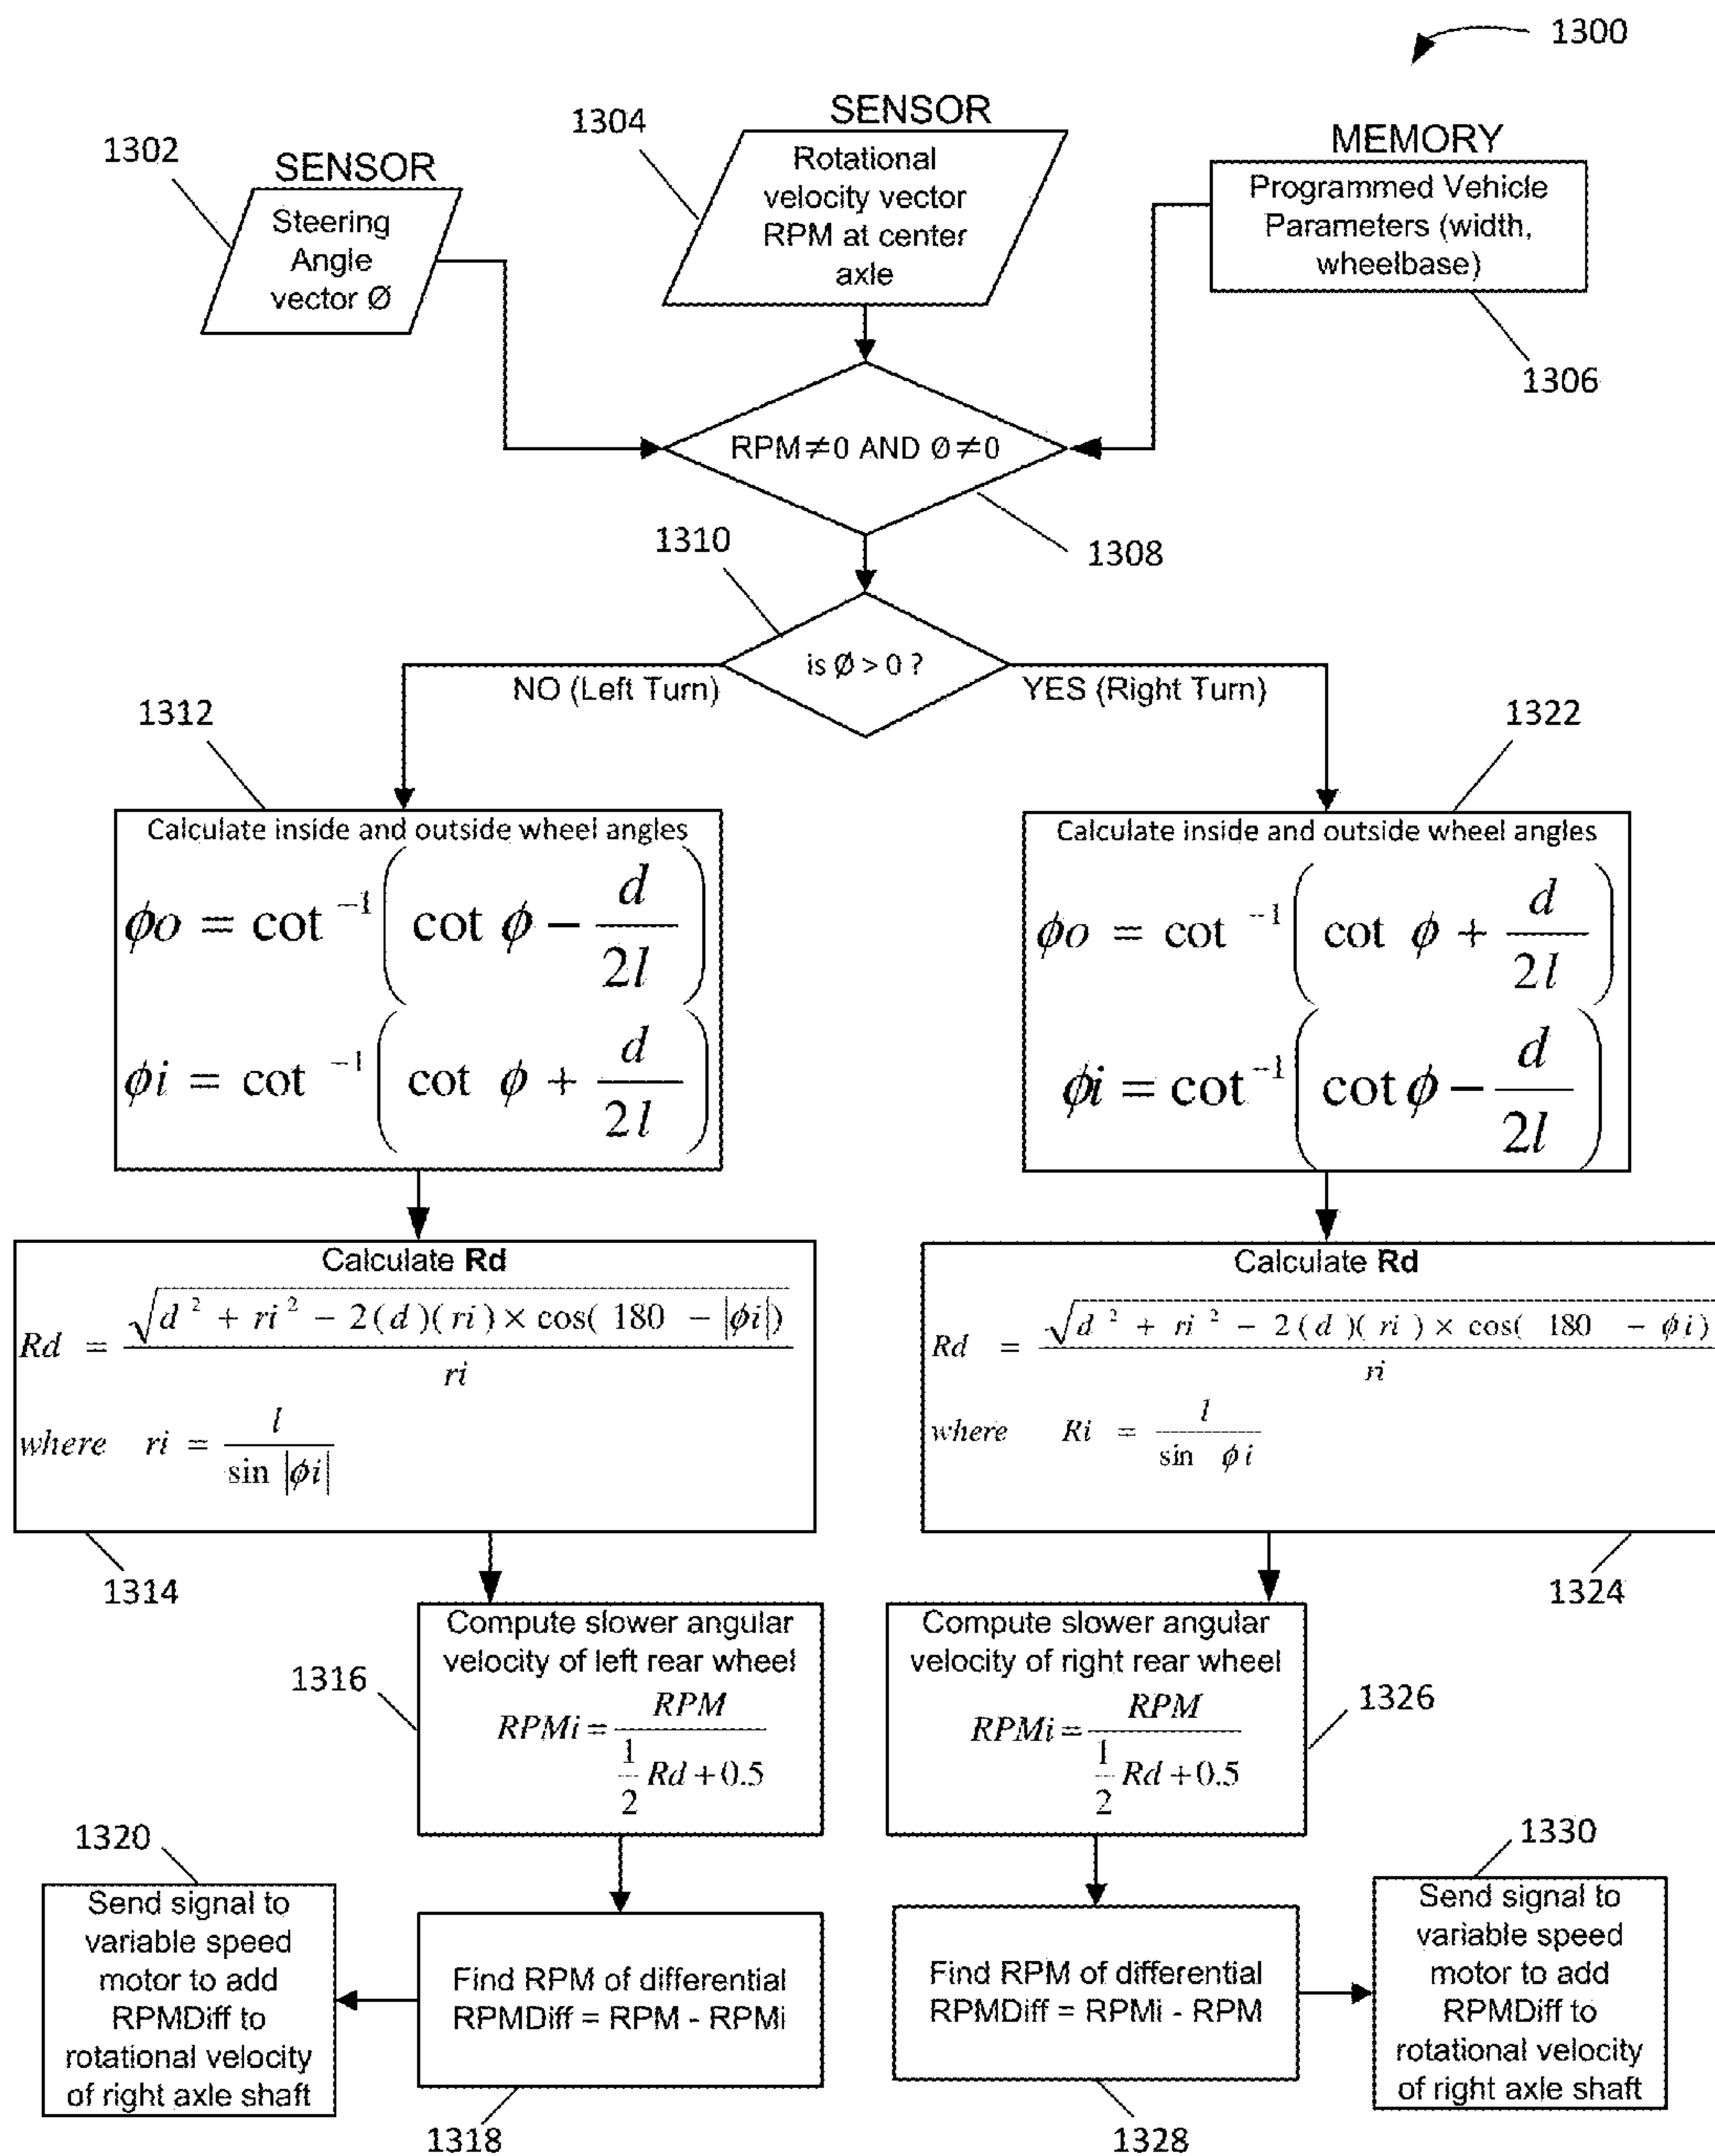 1300
1304
SENSOR
Rotational
velocity vector
RPM at center
axle
1302
SENSOR
Steering
Angle
vector Ø
MEMORY
Programmed Vehicle
Parameters (width,
wheelbase)
1306
RPM≠0 AND Ø≠0
1308
1310
is Ø > 0 ?
NO (Left Turn)
YES (Right Turn)
1312
Calculate inside and outside wheel angles
ϕo = cot⁻¹(cot ϕ − d/2l)
ϕi = cot⁻¹(cot ϕ + d/2l)
1322
Calculate inside and outside wheel angles
ϕo = cot⁻¹(cot ϕ + d/2l)
ϕi = cot⁻¹(cot ϕ − d/2l)
Calculate Rd
Rd = √(d² + ri² − 2(d)(ri) × cos(180 − |ϕi|)) / ri
where ri = l / sin |ϕi|
1314
Calculate Rd
Rd = √(d² + ri² − 2(d)(ri) × cos(180 − ϕi)) / ri
where Ri = l / sin ϕi
1324
1316
Compute slower angular
velocity of left rear wheel
RPMi = RPM / (1/2 Rd + 0.5)
Compute slower angular
velocity of right rear wheel
RPMi = RPM / (1/2 Rd + 0.5)
1326
1320
Send signal to
variable speed
motor to add
RPMDiff to
rotational velocity
of right axle shaft
Find RPM of differential
RPMDiff = RPM - RPMi
1318
Find RPM of differential
RPMDiff = RPMi - RPM
1328
1330
Send signal to
variable speed
motor to add
RPMDiff to
rotational velocity
of right axle shaft